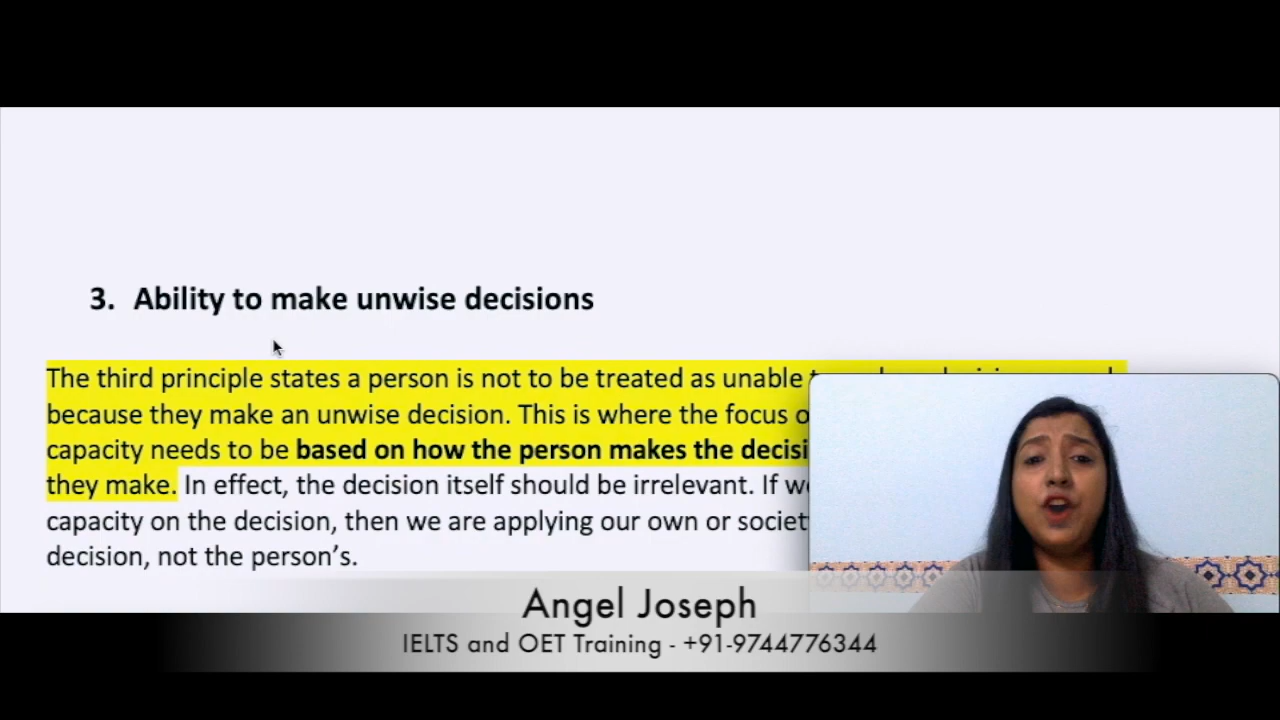 3. Ability to make unwise decisions
The third principle states a person is not to be treated as unable
because they make an unwise decision. This is where the focus
capacity needs to be based on how the person makes the
they make. In effect, the decision itself should be irrelevant. If
capacity on the decision, then we are applying our own or
decision, not the person's.
Angel Joseph
IELTS and OET Training - +91-9744776344